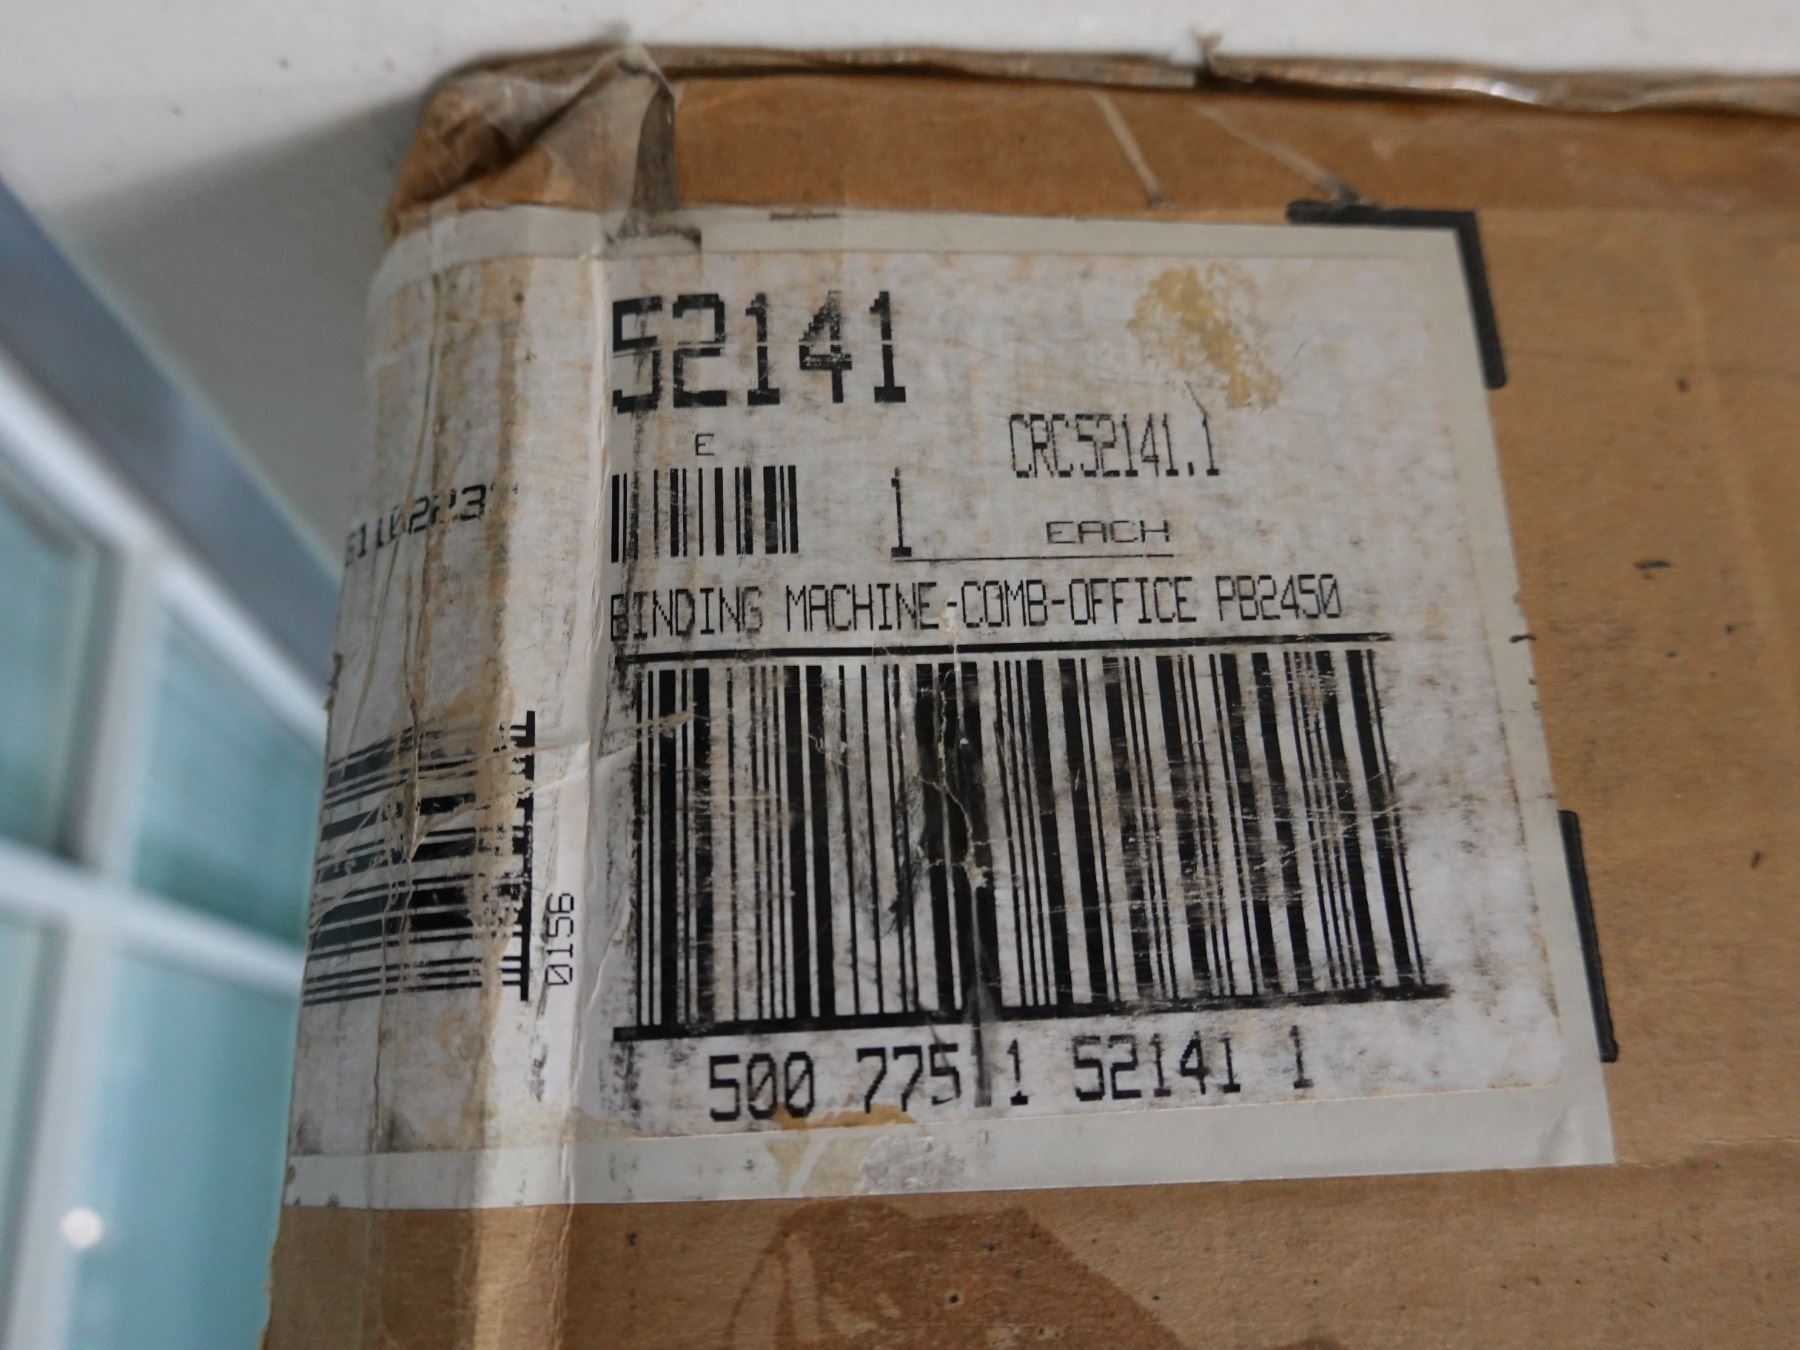 52141
E
CRC52141.1
1 EACH
BINDING MACHINE-COMB-OFFICE PB2450
500 775 1 52141 1
0156